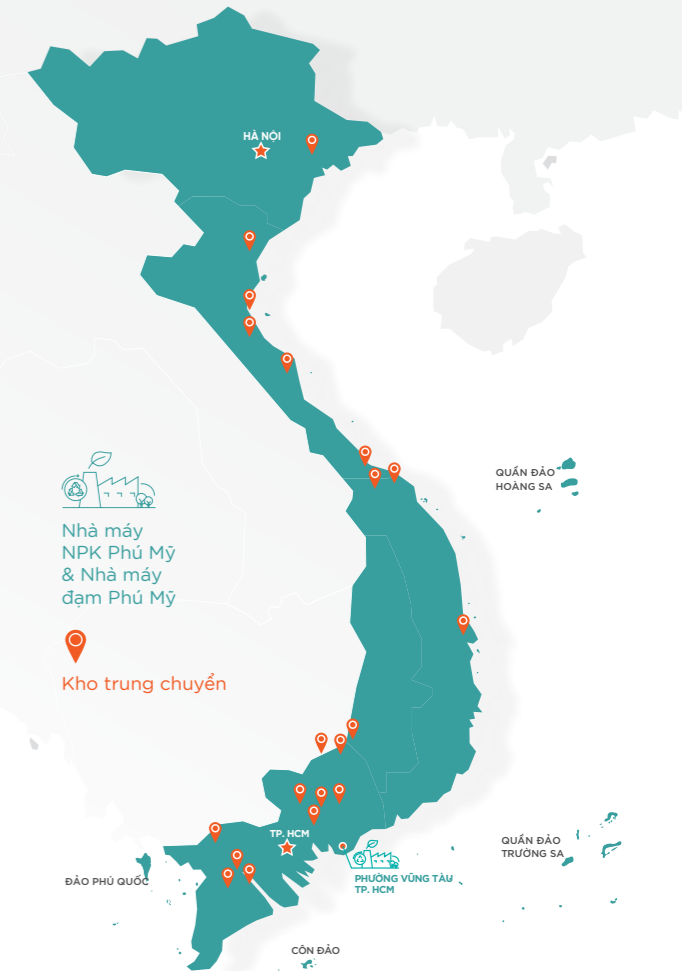 HÀ NỘI
QUẦN ĐẢO
HOÀNG SA
Nhà máy
NPK Phú Mỹ
& Nhà máy
đạm Phú Mỹ
Kho trung chuyển
TP. HCM
QUẦN ĐẢO
TRƯỜNG SA
ĐẢO PHÚ QUỐC
PHƯỜNG VŨNG TÀU
TP. HCM
CÔN ĐẢO